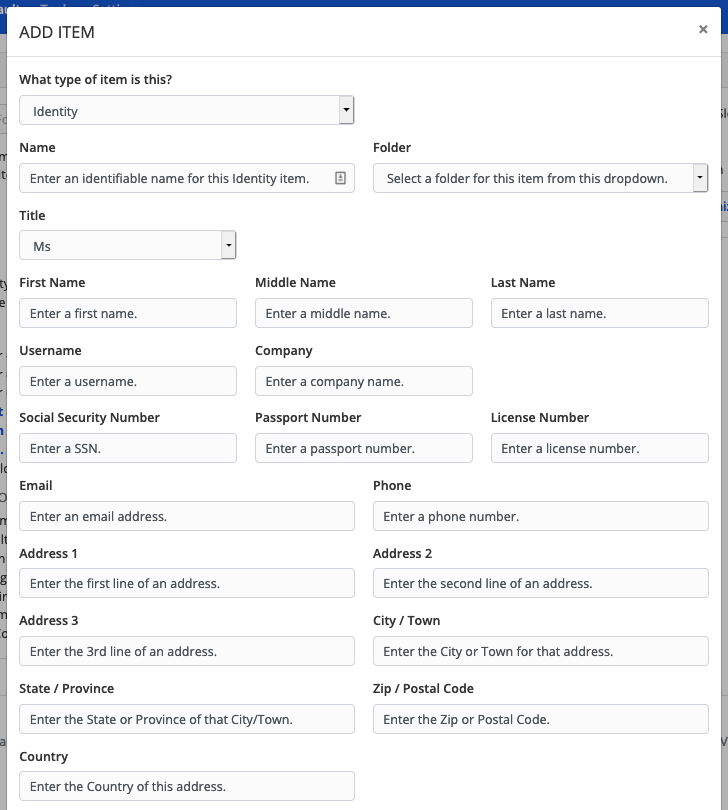 ADD ITEM ×
What type of item is this?
Identity
Name Folder
Enter an identifiable name for this Identity item. Select a folder for this item from this dropdown.
Title
Ms
First Name Middle Name Last Name
Enter a first name. Enter a middle name. Enter a last name.
Username Company
Enter a username. Enter a company name.
Social Security Number Passport Number License Number
Enter a SSN. Enter a passport number. Enter a license number.
Email Phone
Enter an email address. Enter a phone number.
Address 1 Address 2
Enter the first line of an address. Enter the second line of an address.
Address 3 City / Town
Enter the 3rd line of an address. Enter the City or Town for that address.
State / Province Zip / Postal Code
Enter the State or Province of that City/Town. Enter the Zip or Postal Code.
Country
Enter the Country of this address.